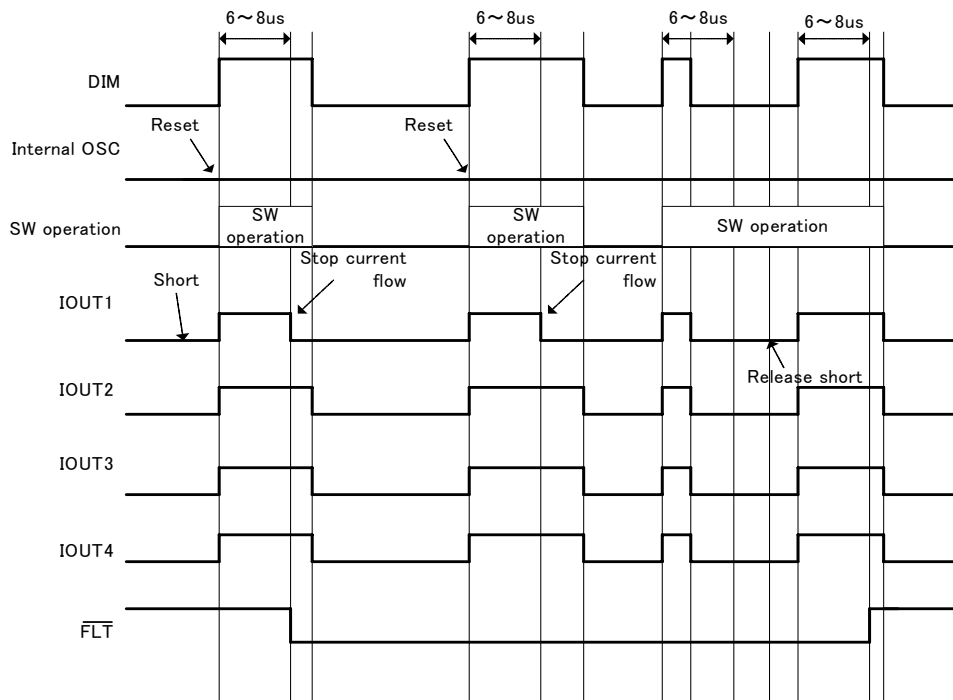 6～8us 6～8us 6～8us 6～8us
DIM
Reset Reset
Internal OSC
SW operation
SW
operation
SW
operation
SW operation
Stop current
flow
Stop current
flow
Short
IOUT1
Release short
IOUT2
IOUT3
IOUT4
FLT